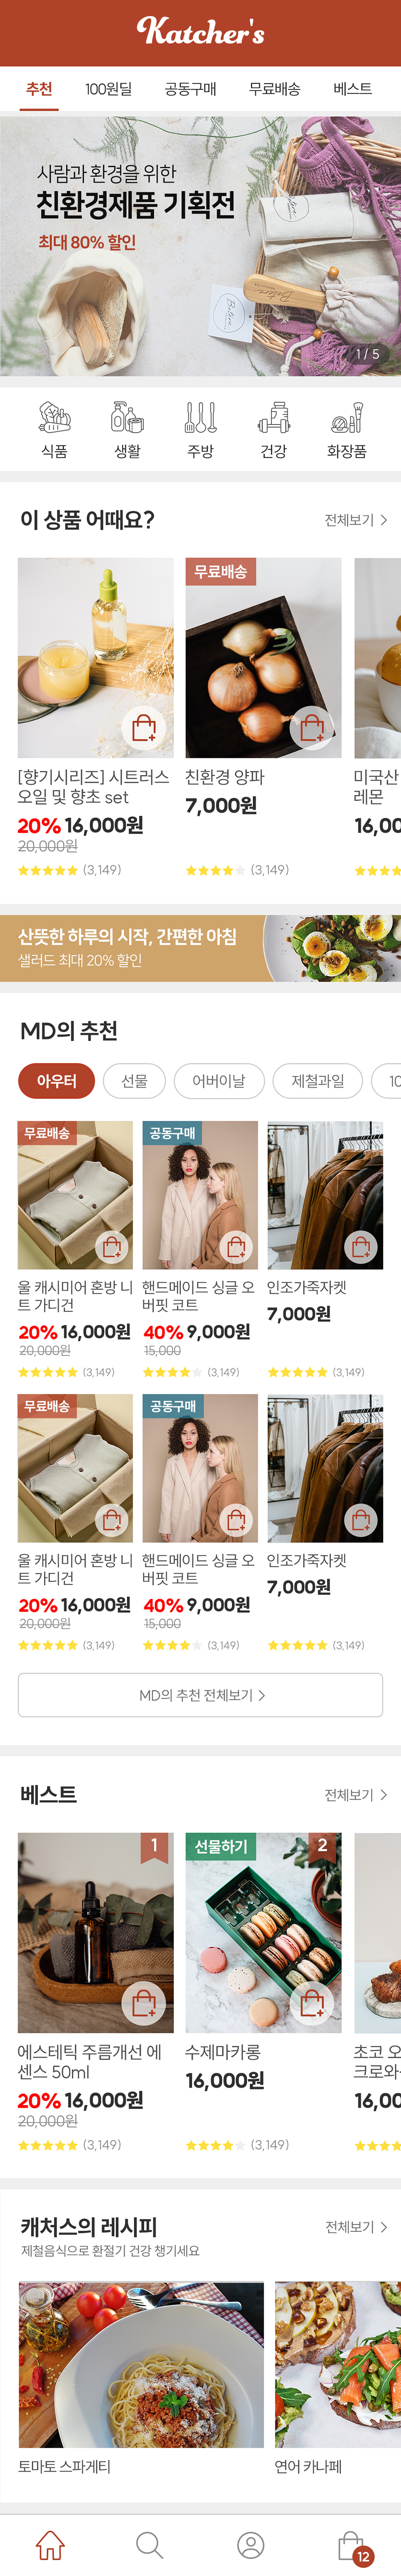 Katcher's
추천 100원딜 공동구매 무료배송 베스트
사람과 환경을 위한
친환경제품 기획전
최대 80% 할인
1 / 5
식품 생활 주방 건강 화장품
이 상품 어때요? 전체보기 >
무료배송
[향기시리즈] 시트러스
오일 및 향초 set
20% 16,000원
20,000원
(3,149)
친환경 양파
7,000원
(3,149)
미국산
레몬
16,00
산뜻한 하루의 시작, 간편한 아침
샐러드 최대 20% 할인
MD의 추천
아우터 선물 어버이날 제철과일 10
무료배송
울 캐시미어 혼방 니
트 가디건
20% 16,000원
20,000원
(3,149)
공동구매
핸드메이드 싱글 오
버핏 코트
40% 9,000원
15,000
(3,149)
인조가죽자켓
7,000원
(3,149)
무료배송
울 캐시미어 혼방 니
트 가디건
20% 16,000원
20,000원
(3,149)
공동구매
핸드메이드 싱글 오
버핏 코트
40% 9,000원
15,000
(3,149)
인조가죽자켓
7,000원
(3,149)
MD의 추천 전체보기 >
베스트 전체보기 >
1
에스테틱 주름개선 에
센스 50ml
20% 16,000원
20,000원
(3,149)
선물하기 2
수제마카롱
16,000원
(3,149)
초코 오
크로와
16,00
캐처스의 레시피 전체보기 >
제철음식으로 환절기 건강 챙기세요
토마토 스파게티
연어 카나페
12